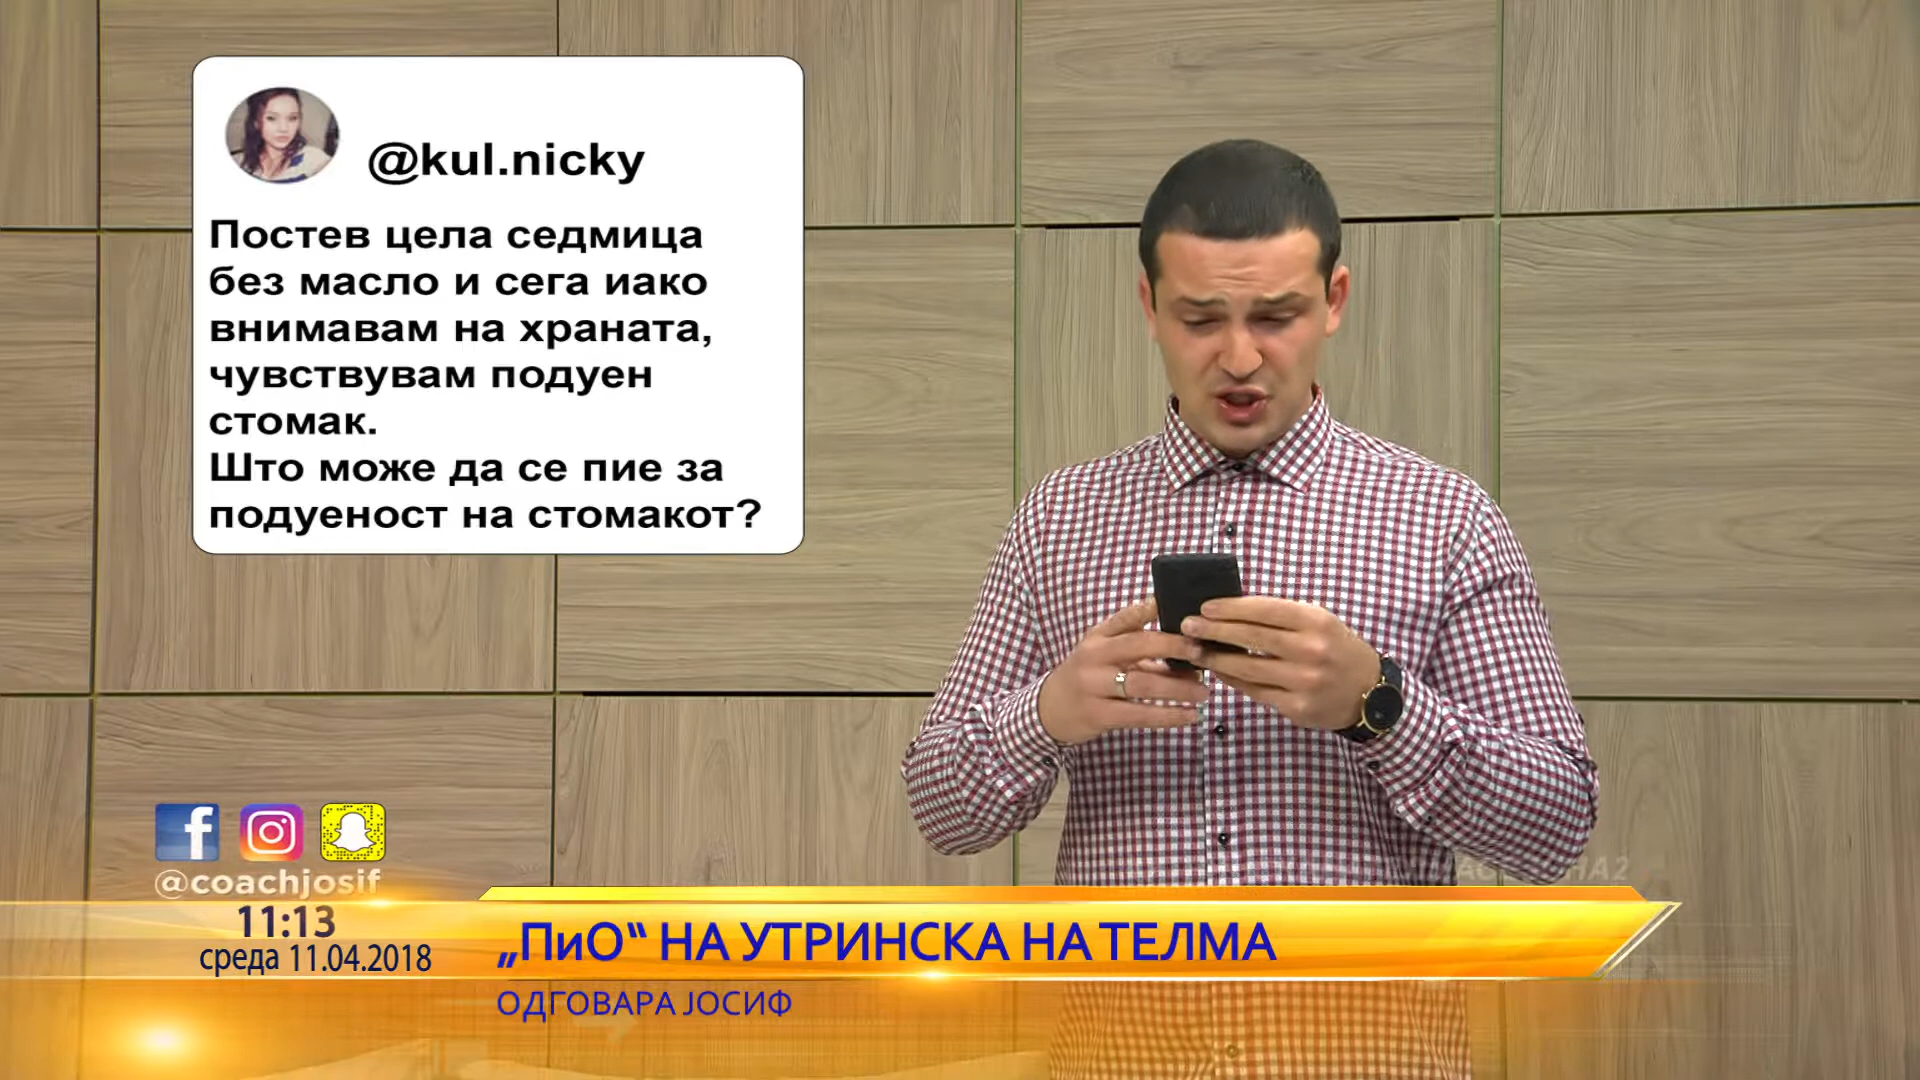 @kul.nicky
Постев цела седмица
без масло и сега иако
внимавам на храната,
чувствувам подуен
стомак.
Што може да се пие за
подуеност на стомакот?
@coachjosif
11:13
среда 11.04.2018
„ПиО“ НА УТРИНСКА НА ТЕЛМА
ОДГОВАРА ЈОСИФ